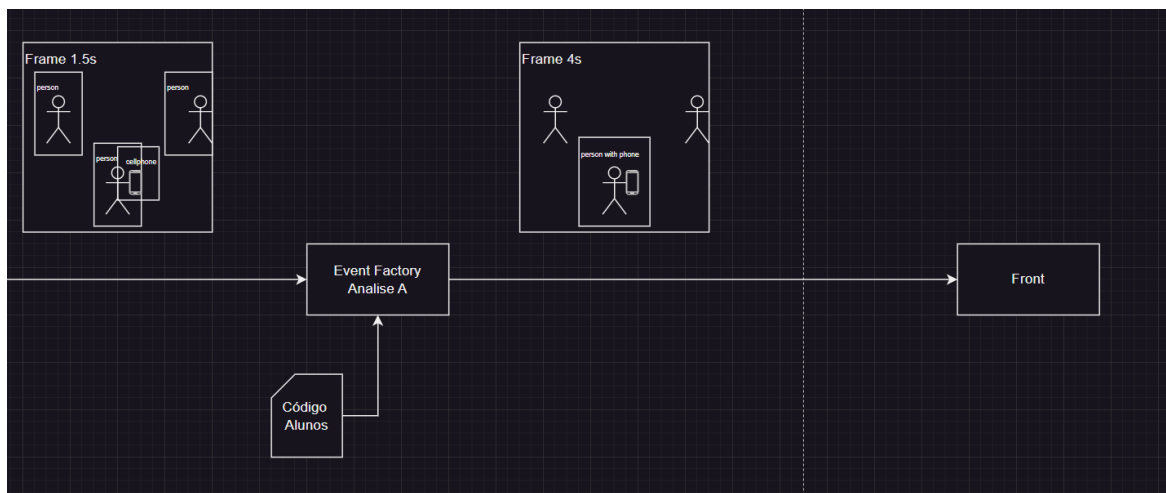 Frame 1.5s
person
person
person
cellphone
Frame 4s
person with phone
Event Factory
Analise A
Front
Código
Alunos